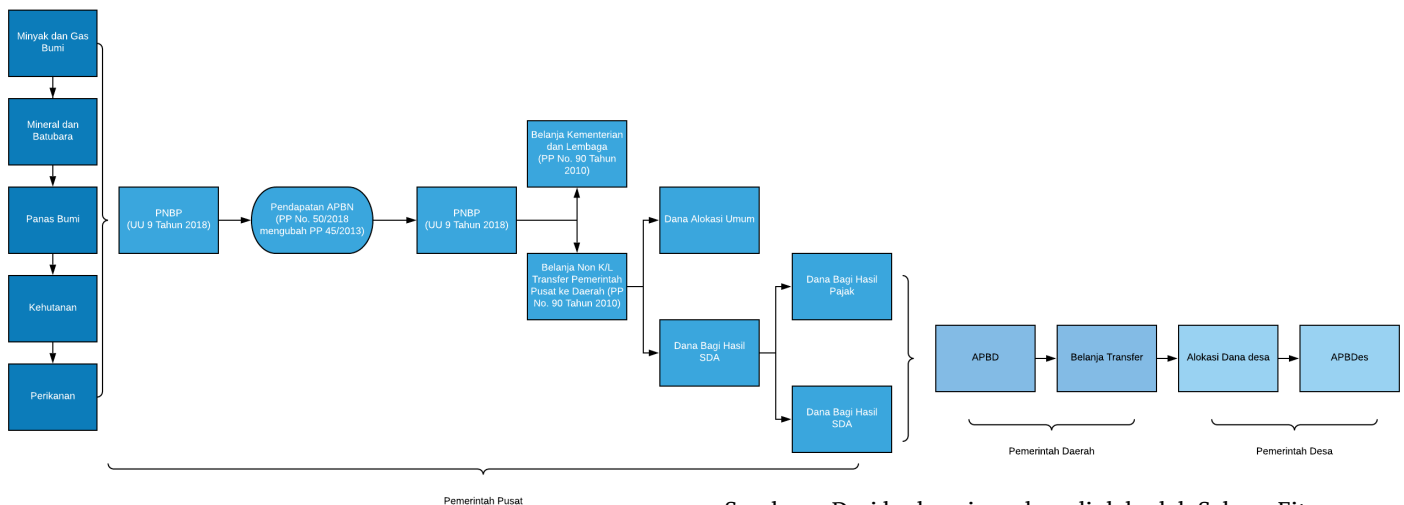 Minyak dan Gas
Bumi
Mineral dan
Batubara
Panas Bumi
Kehutanan
Perikanan
PNBP
(UU 9 Tahun 2018)
Pendapatan APBN
(PP No. 50/2018
mengubah PP 45/2013)
PNBP
(UU 9 Tahun 2018)
Belanja Kementerian
dan Lembaga
(PP No. 90 Tahun
2010)
Belanja Non K/L
Transfer Pemerintah
Pusat ke Daerah (PP
No. 90 Tahun 2010)
Dana Alokasi Umum
Dana Bagi Hasil
SDA
Dana Bagi Hasil
Pajak
Dana Bagi Hasil
SDA
APBD
Belanja Transfer
Alokasi Dana desa
APBDes
Pemerintah Daerah
Pemerintah Desa
Pemerintah Pusat